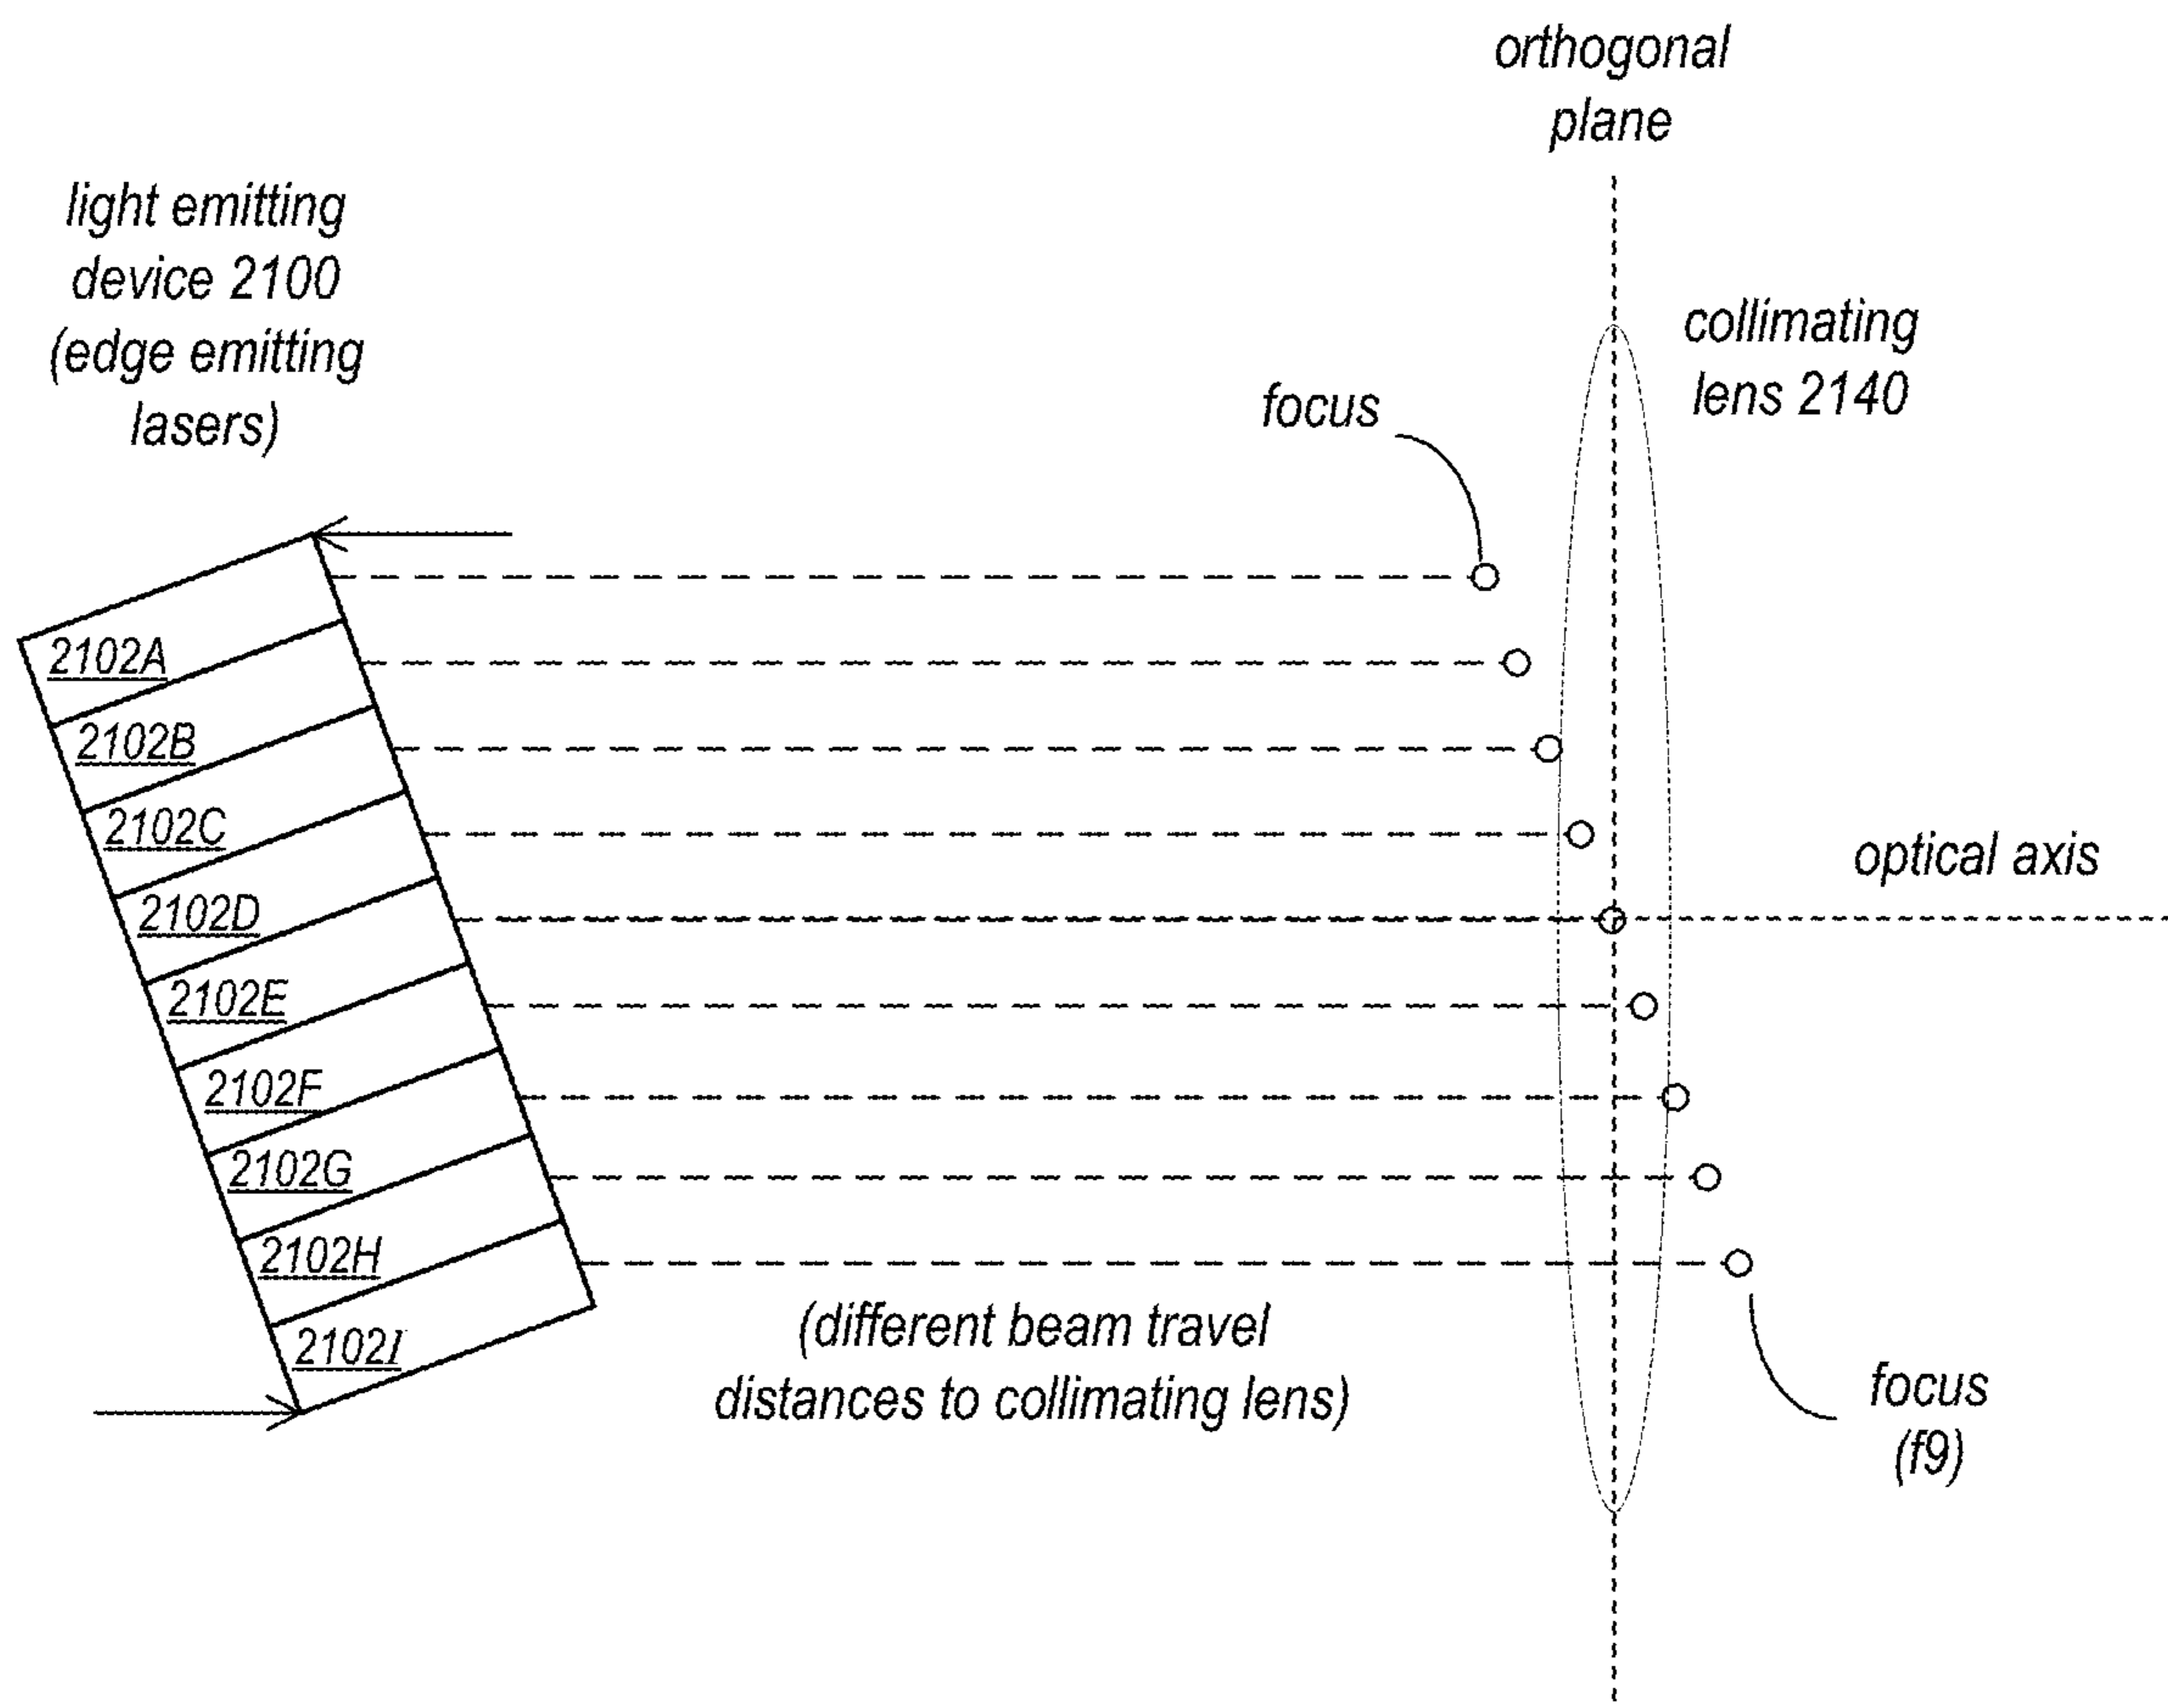 orthogonal
plane
light emitting
device 2100
(edge emitting
lasers)
collimating
lens 2140
focus
2102A
2102B
2102C
optical axis
2102D
2102E
2102F
2102G
2102H
2102I
(different beam travel
distances to collimating lens)
focus
(f9)